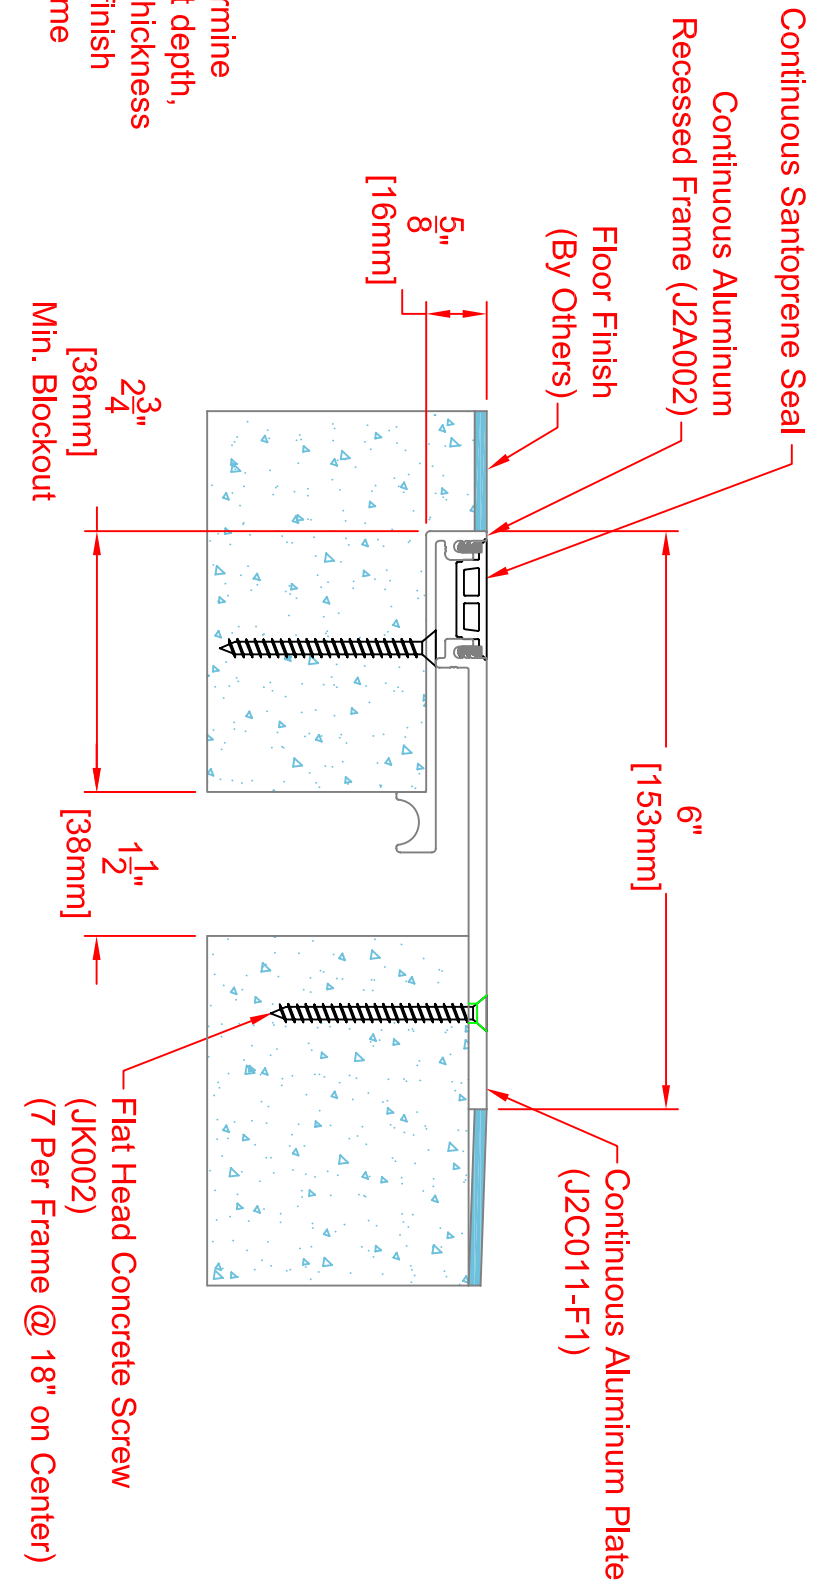 Continuous Santoprene Seal
Continuous Aluminum
Recessed Frame (J2A002)
Floor Finish
(By Others)
5/8"
[16mm]
6"
[153mm]
Continuous Aluminum Plate
(J2C011-F1)
rmine
t depth,
hickness
inish
me
2 3/4"
[38mm]
Min. Blockout
1 1/2"
[38mm]
Flat Head Concrete Screw
(JK002)
(7 Per Frame @ 18" on Center)